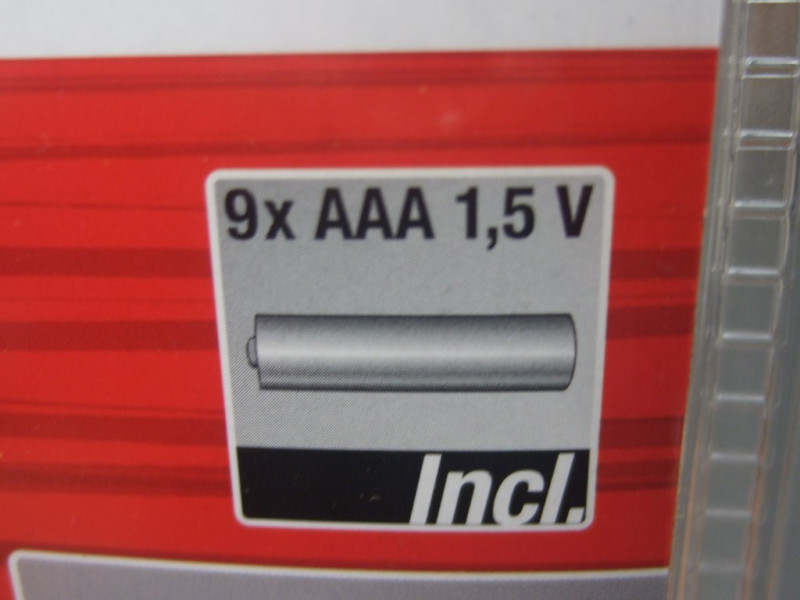 9x AAA 1,5 V
Incl.